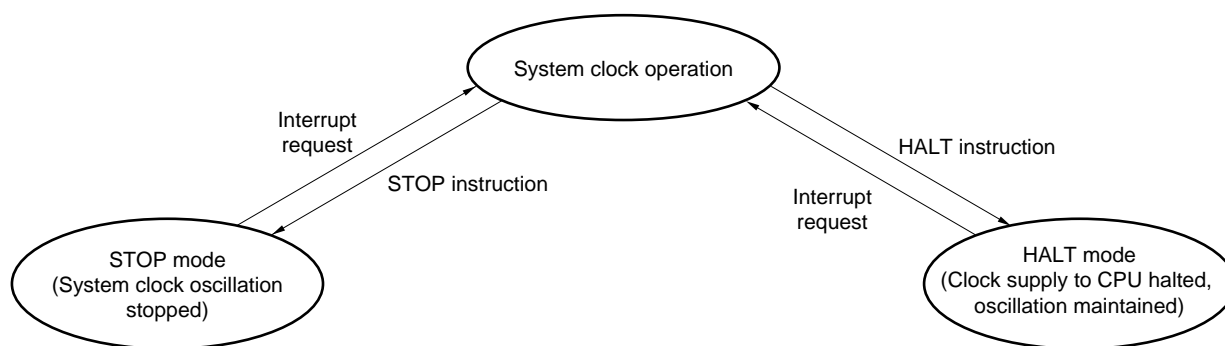 System clock operation
Interrupt
request
STOP instruction
HALT instruction
Interrupt
request
STOP mode
(System clock oscillation
stopped)
HALT mode
(Clock supply to CPU halted,
oscillation maintained)